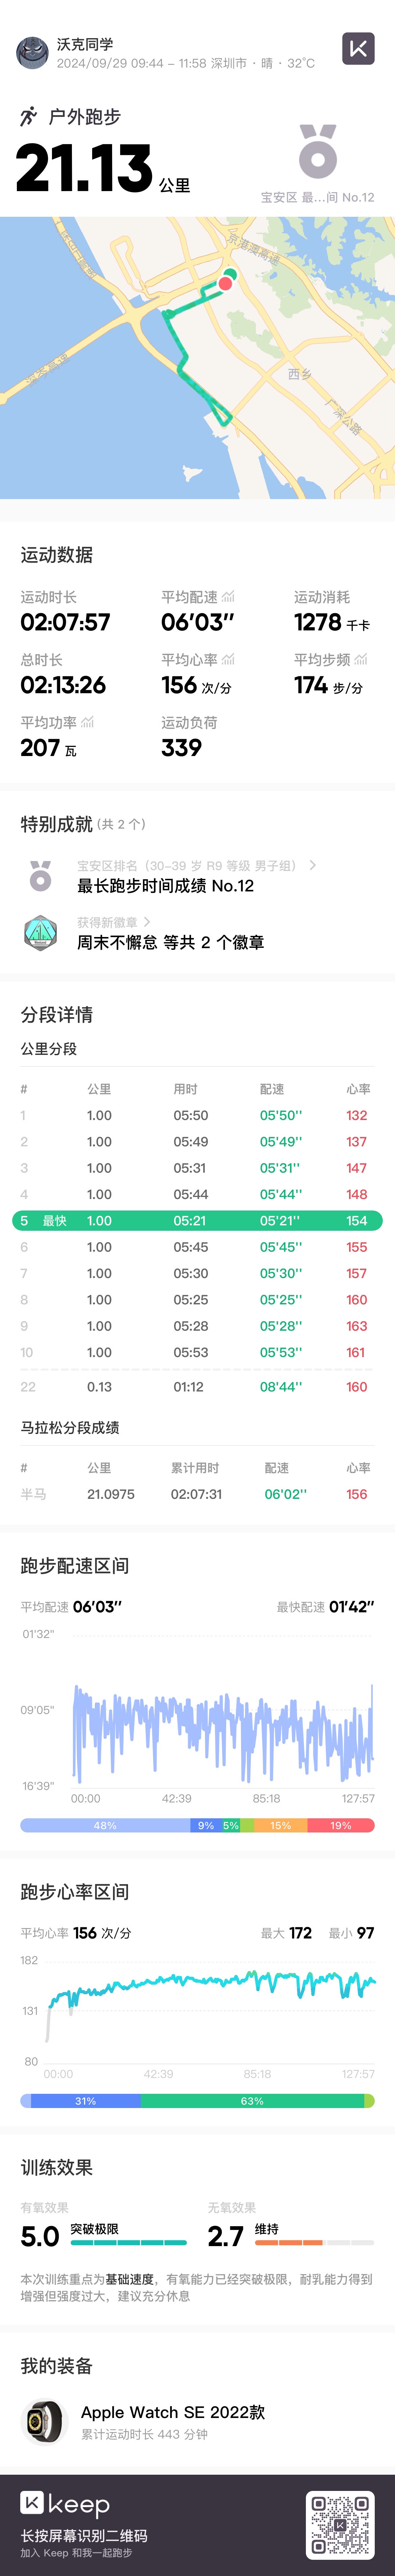 沃克同学
2024/09/29 09:44 - 11:58 深圳市 · 晴 · 32°C
户外跑步
21.13 公里
宝安区 最...间 No.12
京港澳高速
西乡
广深公路
运动数据
运动时长 平均配速 运动消耗
02:07:57 06'03'' 1278 千卡
总时长 平均心率 平均步频
02:13:26 156 次/分 174 步/分
平均功率 运动负荷
207 瓦 339
特别成就 (共 2 个)
宝安区排名（30-39 岁 R9 等级 男子组）
最长跑步时间成绩 No.12
获得新徽章
周末不懈怠 等共 2 个徽章
分段详情
公里分段
# 公里 用时 配速 心率
1 1.00 05:50 05'50'' 132
2 1.00 05:49 05'49'' 137
3 1.00 05:31 05'31'' 147
4 1.00 05:44 05'44'' 148
5 最快 1.00 05:21 05'21'' 154
6 1.00 05:45 05'45'' 155
7 1.00 05:30 05'30'' 157
8 1.00 05:25 05'25'' 160
9 1.00 05:28 05'28'' 163
10 1.00 05:53 05'53'' 161
22 0.13 01:12 08'44'' 160
马拉松分段成绩
# 公里 累计用时 配速 心率
半马 21.0975 02:07:31 06'02'' 156
跑步配速区间
平均配速 06'03'' 最快配速 01'42''
01'32"
09'05"
16'39"
00:00 42:39 85:18 127:57
48% 9% 5% 15% 19%
跑步心率区间
平均心率 156 次/分 最大 172 最小 97
182
131
80
00:00 42:39 85:18 127:57
31% 63%
训练效果
有氧效果 无氧效果
5.0 突破极限 2.7 维持
本次训练重点为基础速度，有氧能力已经突破极限，耐乳能力得到
增强但强度过大，建议充分休息
我的装备
Apple Watch SE 2022款
累计运动时长 443 分钟
keep
长按屏幕识别二维码
加入 Keep 和我一起跑步